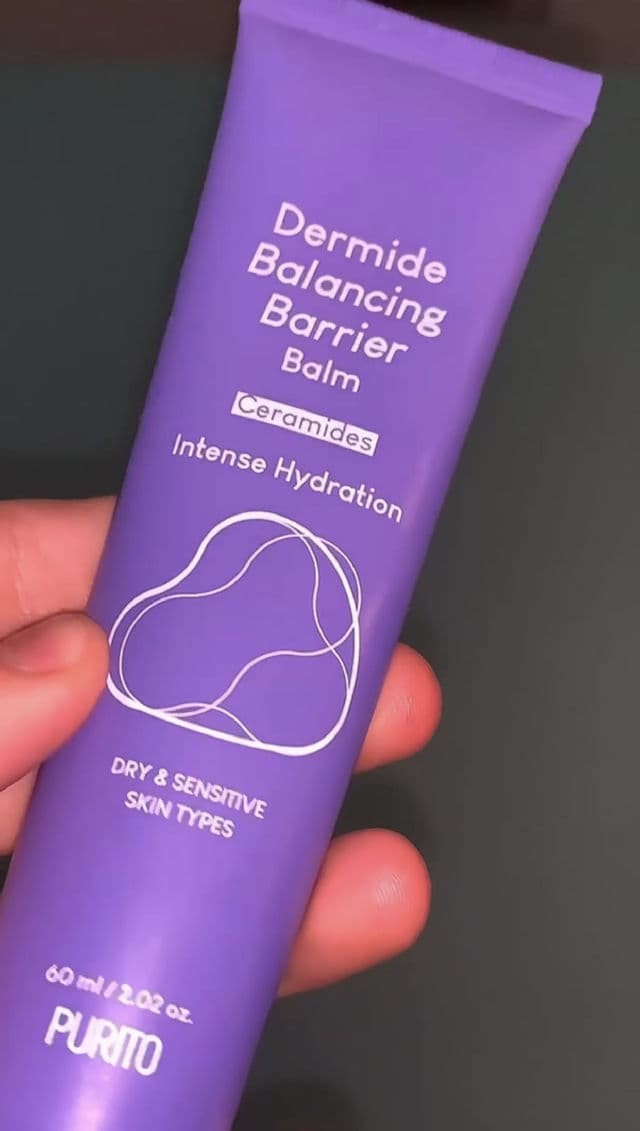 Dermide
Balancing
Barrier
Balm
Ceramides
Intense Hydration
DRY & SENSITIVE
SKIN TYPES
60 ml / 2.02 oz.
PURITO